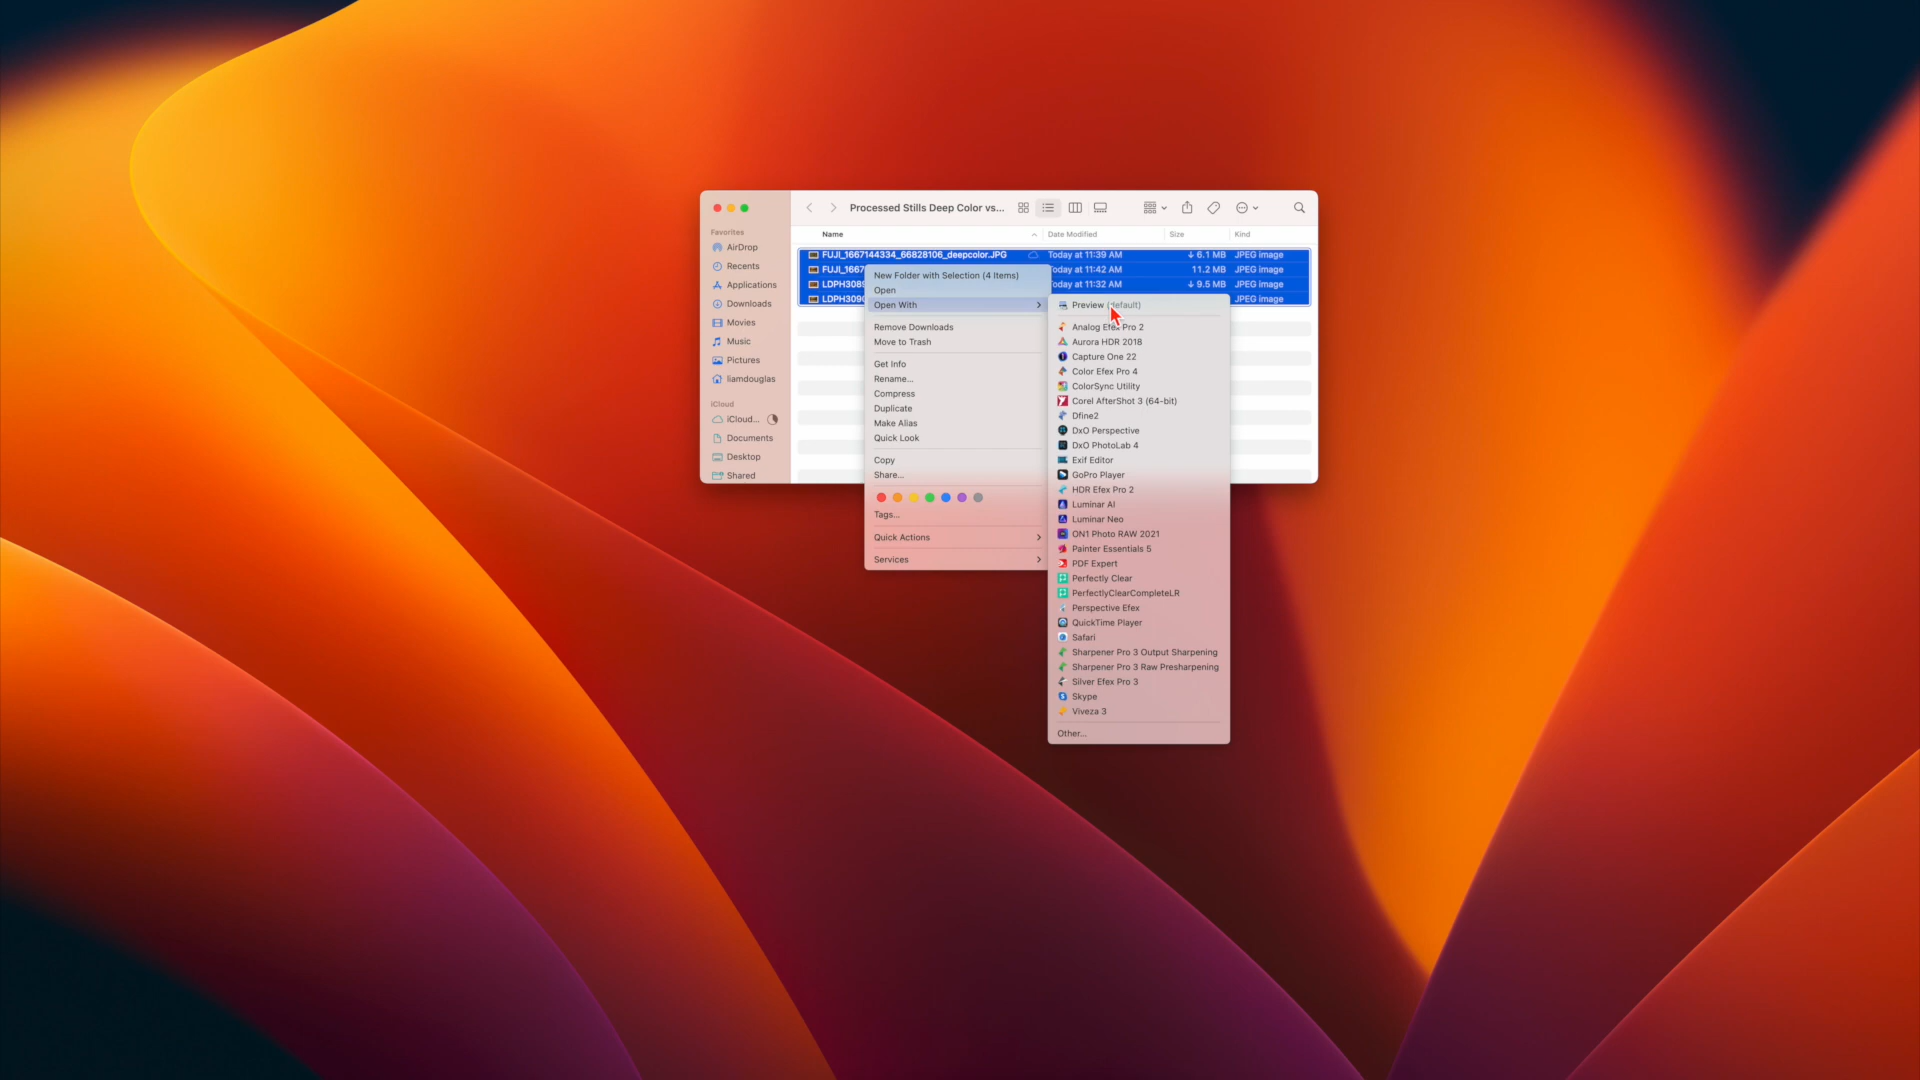 Processed Stills Deep Color vs...
Favorites
AirDrop
Recents
Applications
Downloads
Movies
Music
Pictures
liamdouglas
iCloud
iCloud...
Documents
Desktop
Shared
Name Date Modified Size Kind
FUJI_1667144334_66828106_deepcolor.JPG Today at 11:39 AM 6.1 MB JPEG image
FUJI_1667 Today at 11:42 AM 11.2 MB JPEG image
LDPH308 Today at 11:32 AM 9.5 MB JPEG image
LDPH309 JPEG image
New Folder with Selection (4 Items)
Open
Open With
Remove Downloads
Move to Trash
Get Info
Rename...
Compress
Duplicate
Make Alias
Quick Look
Copy
Share...
Tags...
Quick Actions
Services
Preview (default)
Analog Efex Pro 2
Aurora HDR 2018
Capture One 22
Color Efex Pro 4
ColorSync Utility
Corel AfterShot 3 (64-bit)
Dfine2
DxO Perspective
DxO PhotoLab 4
Exif Editor
GoPro Player
HDR Efex Pro 2
Luminar AI
Luminar Neo
ON1 Photo RAW 2021
Painter Essentials 5
PDF Expert
Perfectly Clear
PerfectlyClearCompleteLR
Perspective Efex
QuickTime Player
Safari
Sharpener Pro 3 Output Sharpening
Sharpener Pro 3 Raw Presharpening
Silver Efex Pro 3
Skype
Viveza 3
Other...